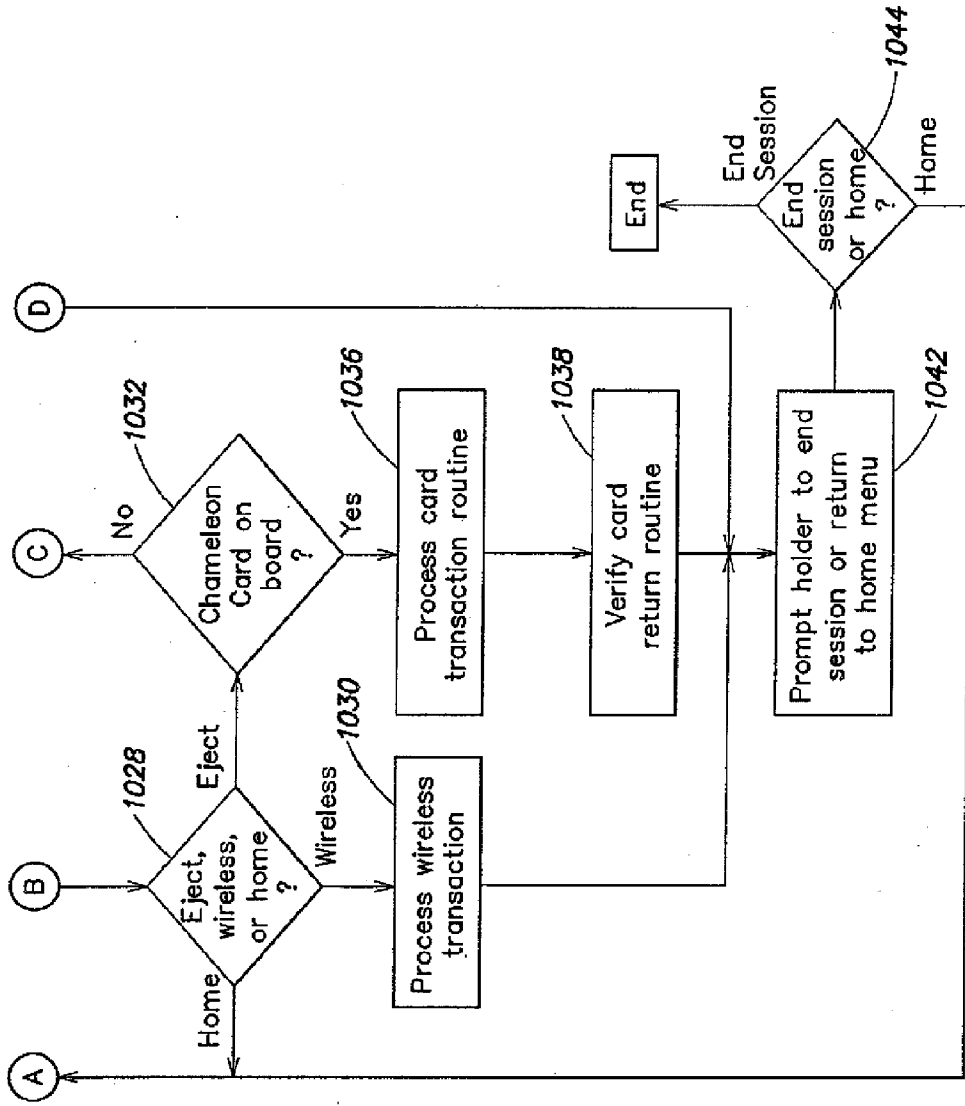 A
B
C
D
Home
Eject,
wireless,
or home
?
1028
Eject
Wireless
Chameleon
Card on
board
?
1032
No
Yes
Process wireless
transaction
1030
Process card
transaction routine
1036
Verify card
return routine
1038
Prompt holder to end
session or return
to home menu
1042
End
session
or home
?
1044
End
Session
Home
End